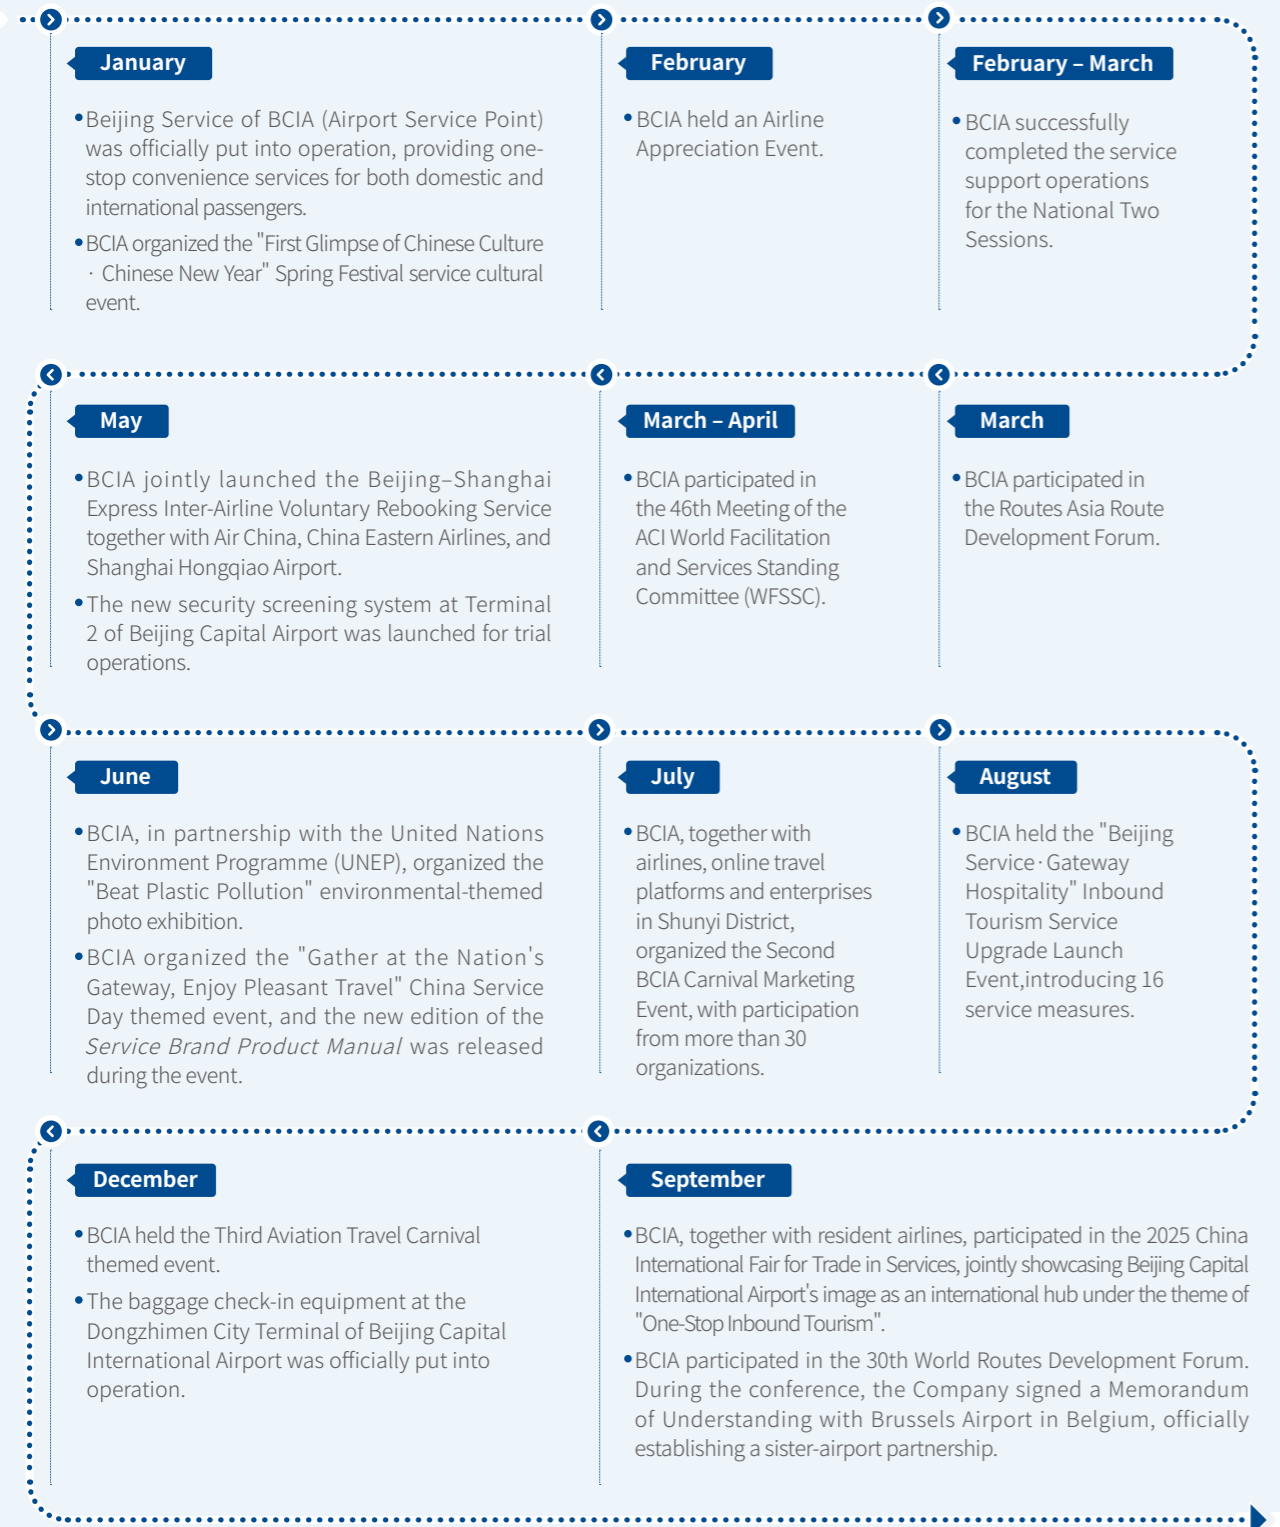 January
•Beijing Service of BCIA (Airport Service Point)
was officially put into operation, providing one-
stop convenience services for both domestic and
international passengers.
•BCIA organized the "First Glimpse of Chinese Culture
· Chinese New Year" Spring Festival service cultural
event.
February
•BCIA held an Airline
Appreciation Event.
February – March
•BCIA successfully
completed the service
support operations
for the National Two
Sessions.
March
•BCIA participated in
the Routes Asia Route
Development Forum.
March – April
•BCIA participated in
the 46th Meeting of the
ACI World Facilitation
and Services Standing
Committee (WFSSC).
May
•BCIA jointly launched the Beijing–Shanghai
Express Inter-Airline Voluntary Rebooking Service
together with Air China, China Eastern Airlines, and
Shanghai Hongqiao Airport.
•The new security screening system at Terminal
2 of Beijing Capital Airport was launched for trial
operations.
June
•BCIA, in partnership with the United Nations
Environment Programme (UNEP), organized the
"Beat Plastic Pollution" environmental-themed
photo exhibition.
•BCIA organized the "Gather at the Nation's
Gateway, Enjoy Pleasant Travel" China Service
Day themed event, and the new edition of the
Service Brand Product Manual was released
during the event.
July
•BCIA, together with
airlines, online travel
platforms and enterprises
in Shunyi District,
organized the Second
BCIA Carnival Marketing
Event, with participation
from more than 30
organizations.
August
•BCIA held the "Beijing
Service · Gateway
Hospitality" Inbound
Tourism Service
Upgrade Launch
Event,introducing 16
service measures.
September
•BCIA, together with resident airlines, participated in the 2025 China
International Fair for Trade in Services, jointly showcasing Beijing Capital
International Airport's image as an international hub under the theme of
"One-Stop Inbound Tourism".
•BCIA participated in the 30th World Routes Development Forum.
During the conference, the Company signed a Memorandum
of Understanding with Brussels Airport in Belgium, officially
establishing a sister-airport partnership.
December
•BCIA held the Third Aviation Travel Carnival
themed event.
•The baggage check-in equipment at the
Dongzhimen City Terminal of Beijing Capital
International Airport was officially put into
operation.